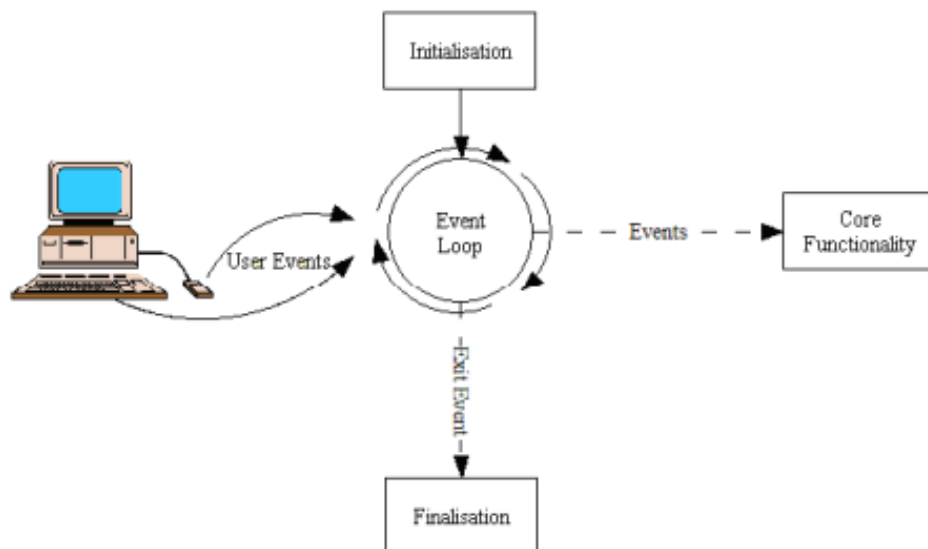 Initialisation
Event
Loop
User Events
Events
Core
Functionality
Exit Event
Finalisation